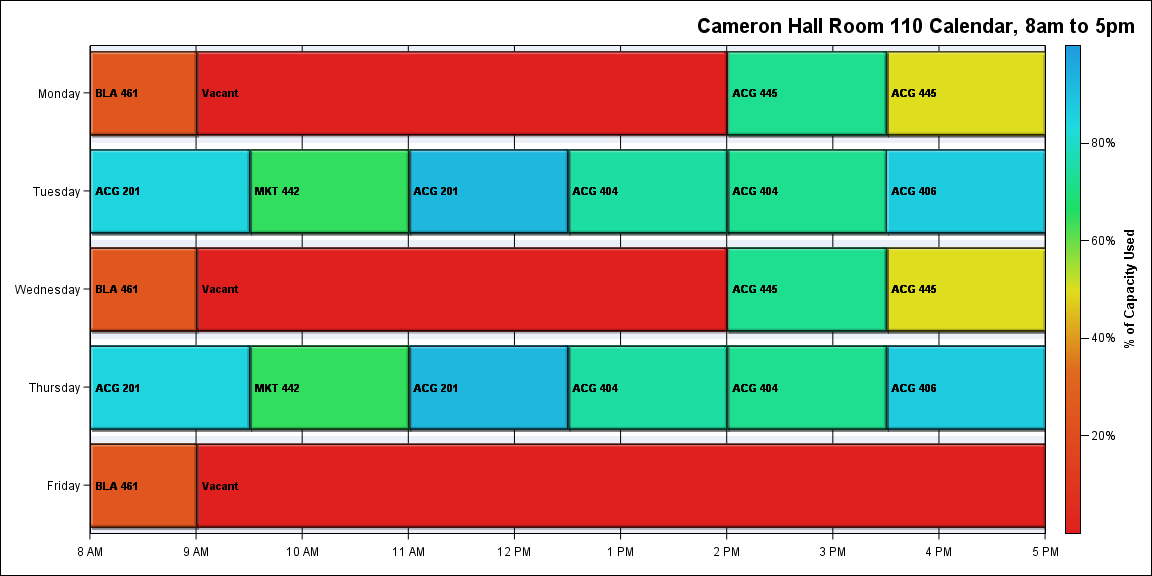 Cameron Hall Room 110 Calendar, 8am to 5pm
Monday
BLA 461
Vacant
ACG 445
ACG 445
Tuesday
ACG 201
MKT 442
ACG 201
ACG 404
ACG 404
ACG 406
Wednesday
BLA 461
Vacant
ACG 445
ACG 445
Thursday
ACG 201
MKT 442
ACG 201
ACG 404
ACG 404
ACG 406
Friday
BLA 461
Vacant
8 AM
9 AM
10 AM
11 AM
12 PM
1 PM
2 PM
3 PM
4 PM
5 PM
80%
60%
40%
20%
% of Capacity Used